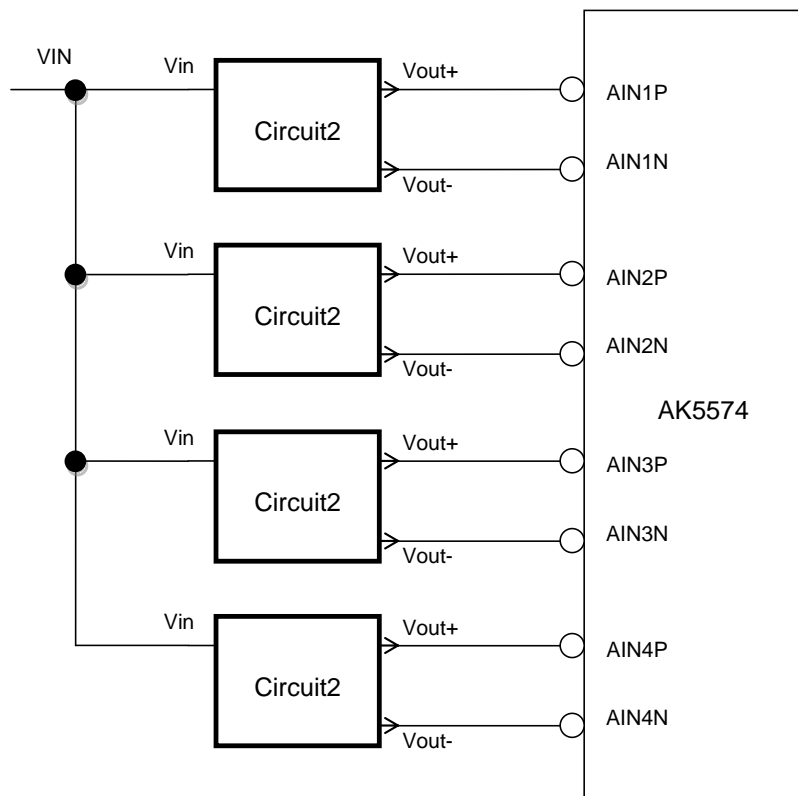 VIN
Vin
Vout+
AIN1P
Circuit2
AIN1N
Vout-
Vin
Vout+
AIN2P
Circuit2
AIN2N
Vout-
AK5574
Vin
Vout+
AIN3P
Circuit2
AIN3N
Vout-
Vin
Vout+
AIN4P
Circuit2
AIN4N
Vout-